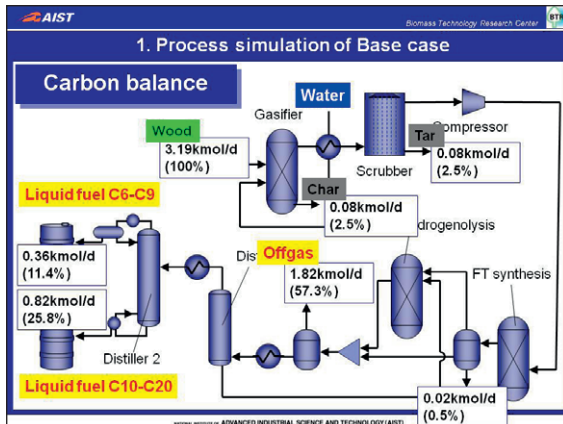 AIST
Biomass Technology Research Center
BTRC
1. Process simulation of Base case
Carbon balance
Water
Gasifier
Wood
3.19kmol/d
(100%)
Compressor
Tar
Scrubber
0.08kmol/d
(2.5%)
Char
0.08kmol/d
(2.5%)
Liquid fuel C6-C9
drogenolysis
Offgas
Dis
0.36kmol/d
(11.4%)
1.82kmol/d
(57.3%)
FT synthesis
0.82kmol/d
(25.8%)
Distiller 2
Liquid fuel C10-C20
0.02kmol/d
(0.5%)
NATIONAL INSTITUTE OF ADVANCED INDUSTRIAL SCIENCE AND TECHNOLOGY (AIST)